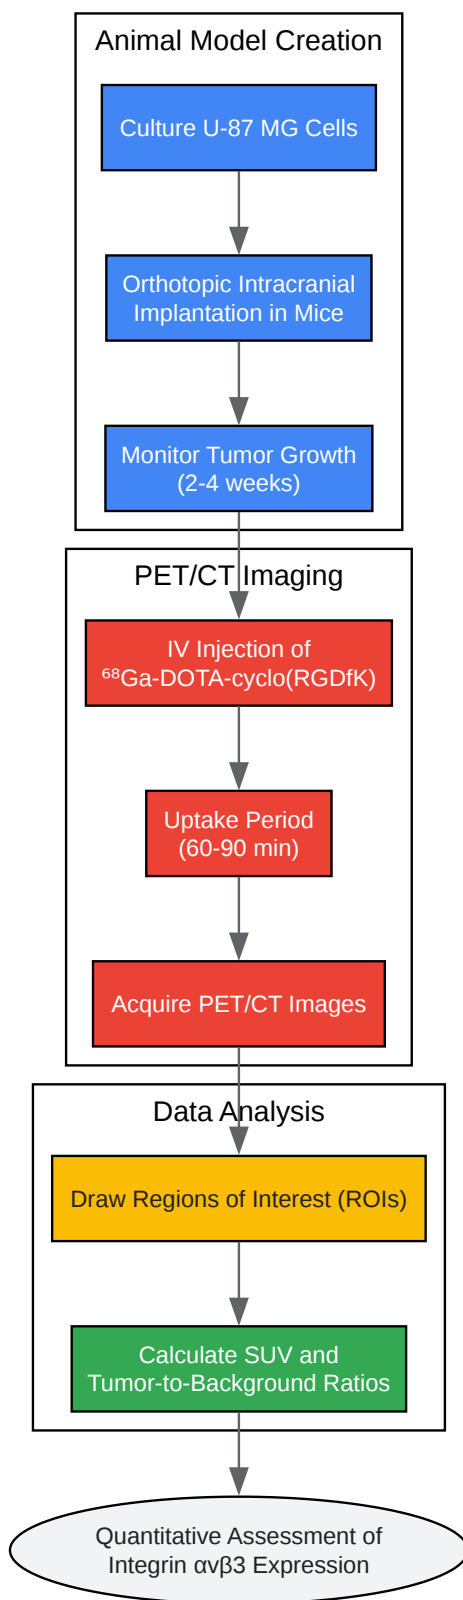 Animal Model Creation
Culture U-87 MG Cells
Orthotopic Intracranial
Implantation in Mice
Monitor Tumor Growth
(2-4 weeks)
PET/CT Imaging
IV Injection of
⁶⁸Ga-DOTA-cyclo(RGDfK)
Uptake Period
(60-90 min)
Acquire PET/CT Images
Data Analysis
Draw Regions of Interest (ROIs)
Calculate SUV and
Tumor-to-Background Ratios
Quantitative Assessment of
Integrin αvβ3 Expression